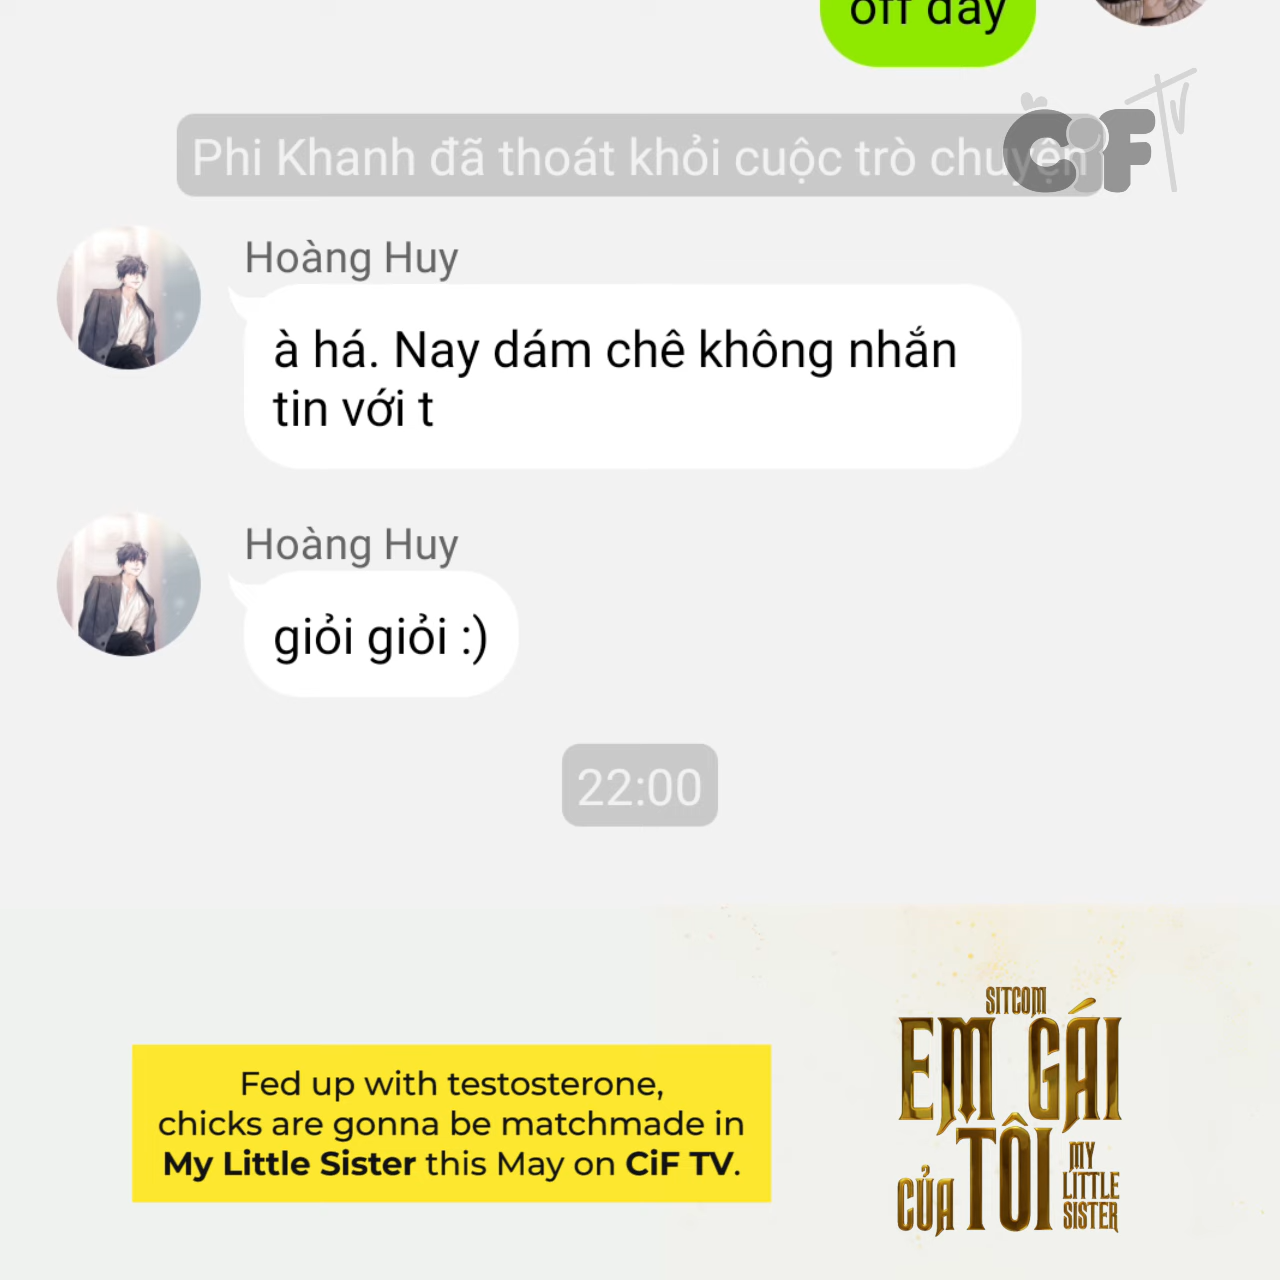 off đây
Phi Khanh đã thoát khỏi cuộc trò chuyện
CiF TV
Hoàng Huy
à há. Nay dám chê không nhắn
tin với t
Hoàng Huy
giỏi giỏi :)
22:00
Fed up with testosterone,
chicks are gonna be matchmade in
My Little Sister this May on CiF TV.
SITCOM
EM GÁI
CỦA TÔI
MY
LITTLE
SISTER